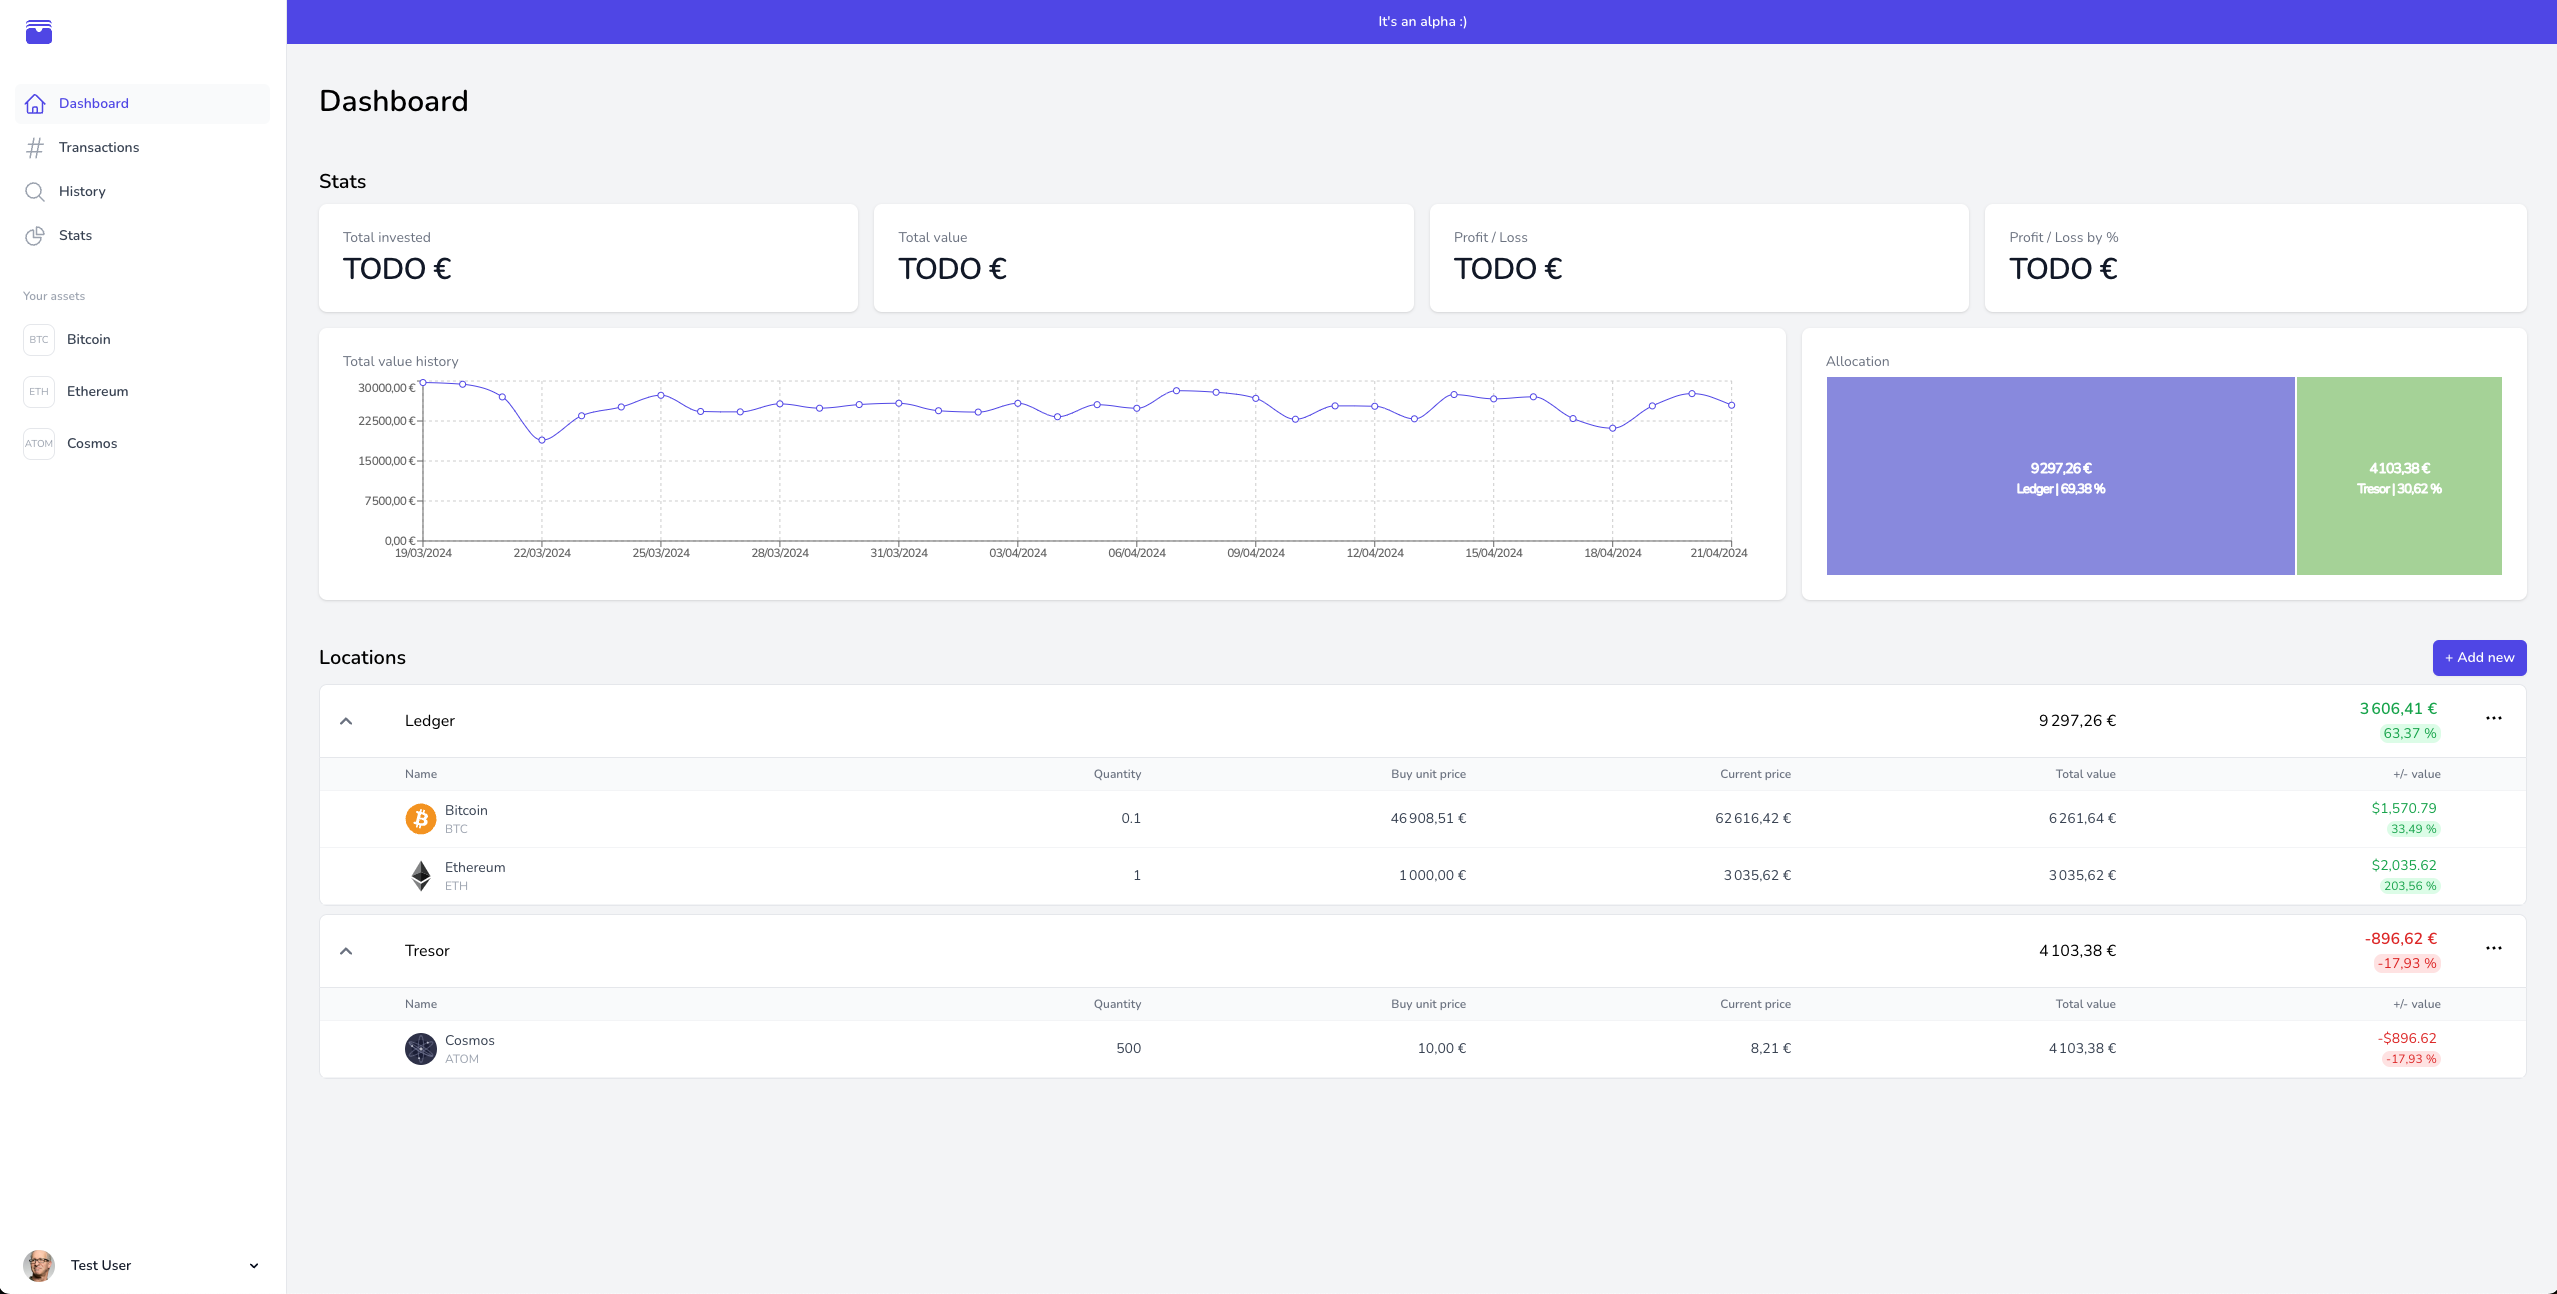 It's an alpha :)
Dashboard
Transactions
History
Stats
Your assets
BTC Bitcoin
ETH Ethereum
ATOM Cosmos
Test User
Dashboard
Stats
Total invested
TODO €
Total value
TODO €
Profit / Loss
TODO €
Profit / Loss by %
TODO €
Total value history
30000,00 €
22500,00 €
15000,00 €
7500,00 €
0,00 €
19/03/2024 22/03/2024 25/03/2024 28/03/2024 31/03/2024 03/04/2024 06/04/2024 09/04/2024 12/04/2024 15/04/2024 18/04/2024 21/04/2024
Allocation
9 297,26 €
Ledger | 69,38 %
4 103,38 €
Tresor | 30,62 %
Locations
+ Add new
Ledger 9 297,26 € 3 606,41 €
63,37 %
Name Quantity Buy unit price Current price Total value +/- value
Bitcoin 0.1 46 908,51 € 62 616,42 € 6 261,64 € $1,570.79
BTC 33,49 %
Ethereum 1 1 000,00 € 3 035,62 € 3 035,62 € $2,035.62
ETH 203,56 %
Tresor 4 103,38 € -896,62 €
-17,93 %
Name Quantity Buy unit price Current price Total value +/- value
Cosmos 500 10,00 € 8,21 € 4 103,38 € -$896.62
ATOM -17,93 %